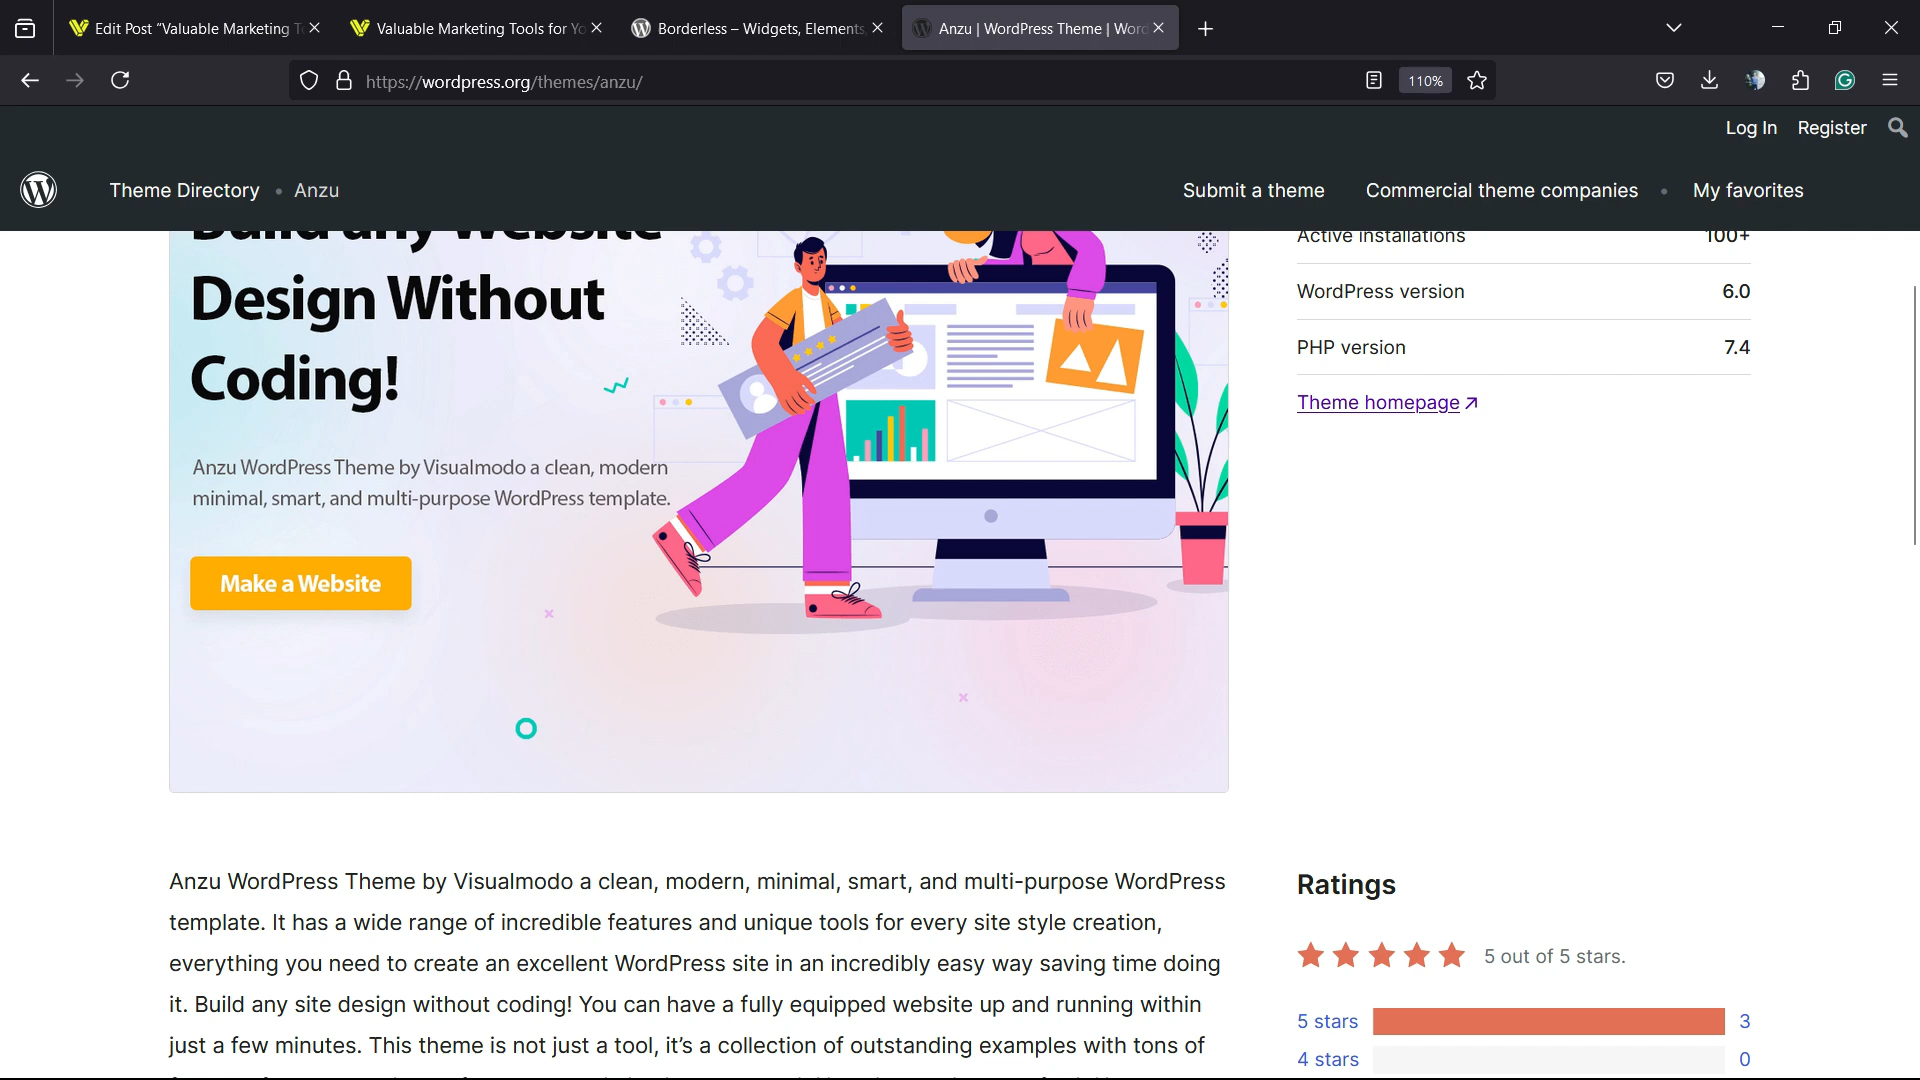 Edit Post “Valuable Marketing T
Valuable Marketing Tools for Yo
Borderless – Widgets, Elements,
Anzu | WordPress Theme | Word
https://wordpress.org/themes/anzu/
110%
Log In
Register
Theme Directory • Anzu
Submit a theme
Commercial theme companies
•
My favorites
Build any Website
Design Without
Coding!
Anzu WordPress Theme by Visualmodo a clean, modern
minimal, smart, and multi-purpose WordPress template.
Make a Website
Active installations 100+
WordPress version 6.0
PHP version 7.4
Theme homepage ↗
Anzu WordPress Theme by Visualmodo a clean, modern, minimal, smart, and multi-purpose WordPress
template. It has a wide range of incredible features and unique tools for every site style creation,
everything you need to create an excellent WordPress site in an incredibly easy way saving time doing
it. Build any site design without coding! You can have a fully equipped website up and running within
just a few minutes. This theme is not just a tool, it’s a collection of outstanding examples with tons of
Ratings
5 out of 5 stars.
5 stars 3
4 stars 0